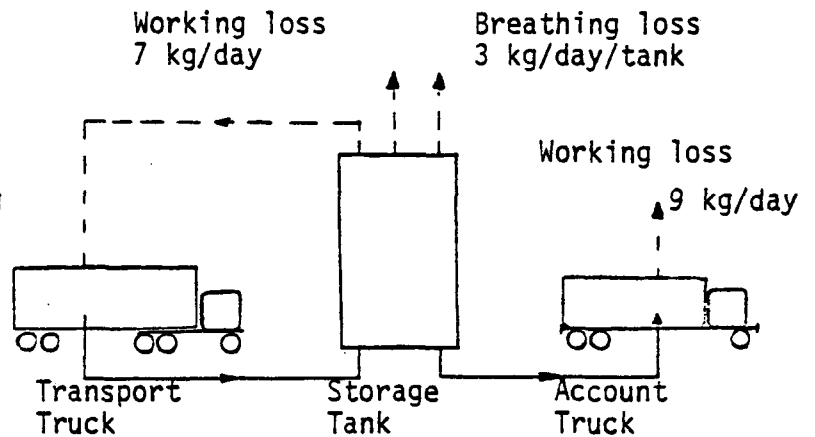 Working loss
7 kg/day
Breathing loss
3 kg/day/tank
Working loss
9 kg/day
Transport
Truck
Storage
Tank
Account
Truck